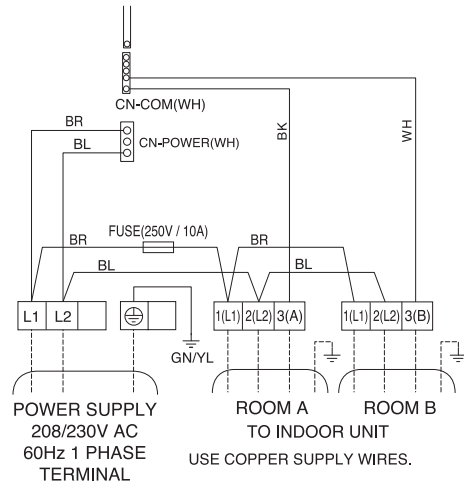 CN-COM(WH)
BR
BL
CN-POWER(WH)
BK
WH
FUSE(250V / 10A)
BR
BR
BL
BL
L1
L2
1(L1)
2(L2)
3(A)
1(L1)
2(L2)
3(B)
GN/YL
POWER SUPPLY
208/230V AC
60Hz 1 PHASE
TERMINAL
ROOM A
ROOM B
TO INDOOR UNIT
USE COPPER SUPPLY WIRES.